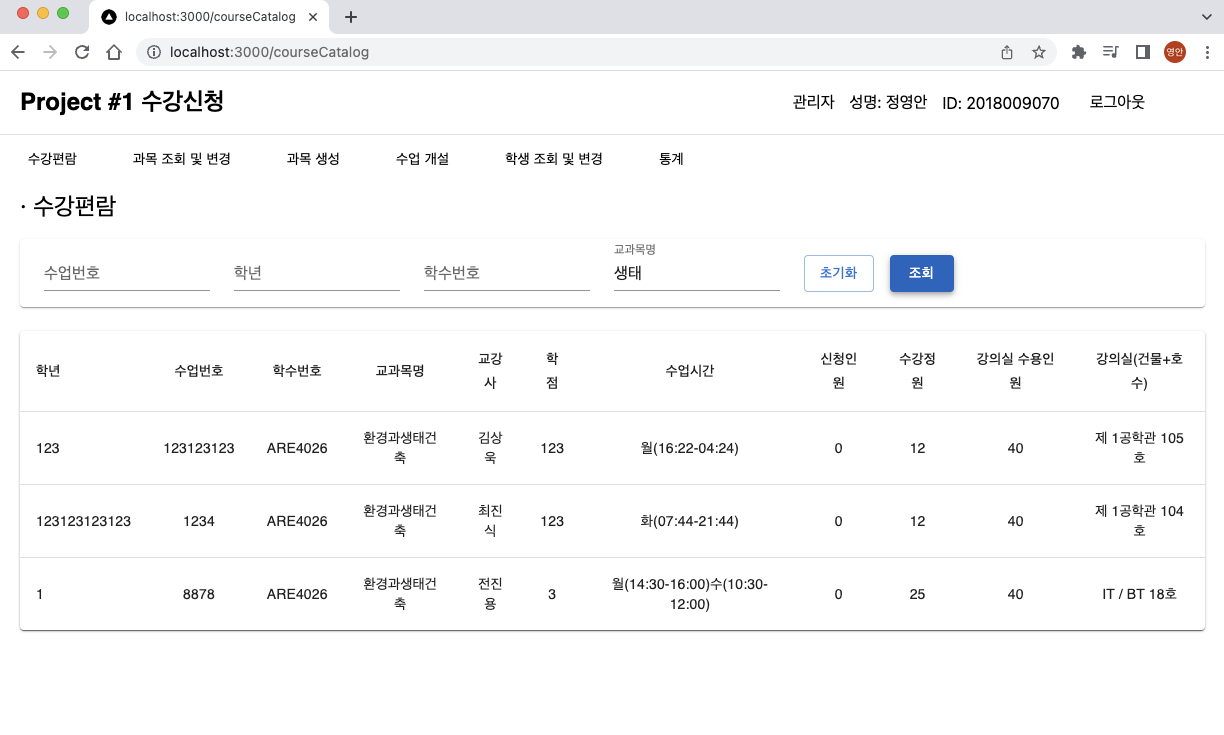 localhost:3000/courseCatalog
localhost:3000/courseCatalog
영안
Project #1 수강신청
관리자 성명: 정영안 ID: 2018009070 로그아웃
수강편람 과목 조회 및 변경 과목 생성 수업 개설 학생 조회 및 변경 통계
· 수강편람
교과목명
수업번호 학년 학수번호 생태 초기화 조회
학년 수업번호 학수번호 교과목명 교강사 학점 수업시간 신청인원 수강정원 강의실 수용인원 강의실(건물+호수)
123 123123123 ARE4026 환경과생태건축 김상욱 123 월(16:22-04:24) 0 12 40 제 1공학관 105호
123123123123 1234 ARE4026 환경과생태건축 최진식 123 화(07:44-21:44) 0 12 40 제 1공학관 104호
1 8878 ARE4026 환경과생태건축 전진용 3 월(14:30-16:00)수(10:30-12:00) 0 25 40 IT / BT 18호